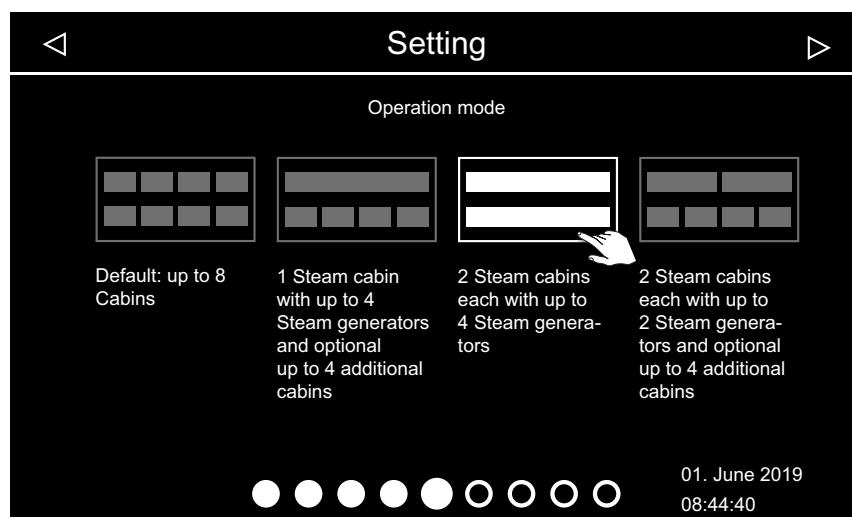 Setting
Operation mode
Default: up to 8
Cabins
1 Steam cabin
with up to 4
Steam generators
and optional
up to 4 additional
cabins
2 Steam cabins
each with up to
4 Steam genera-
tors
2 Steam cabins
each with up to
2 Steam genera-
tors and optional
up to 4 additional
cabins
01. June 2019
08:44:40